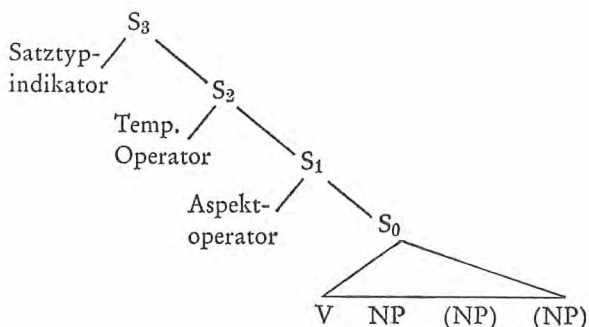 S₃
Satztyp-
indikator
S₂
Temp.
Operator
S₁
Aspekt-
operator
S₀
V NP (NP) (NP)